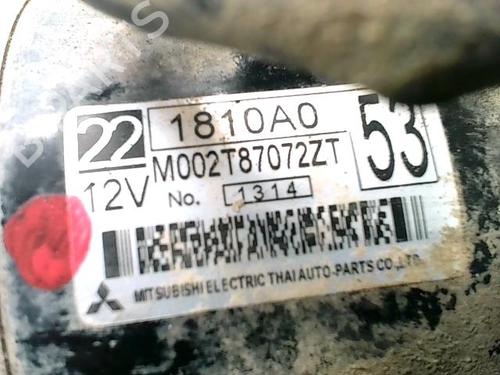 22 1810A0 53
M002T87072ZT
12V No. 1314
MITSUBISHI ELECTRIC THAI AUTO-PARTS CO.,LTD.